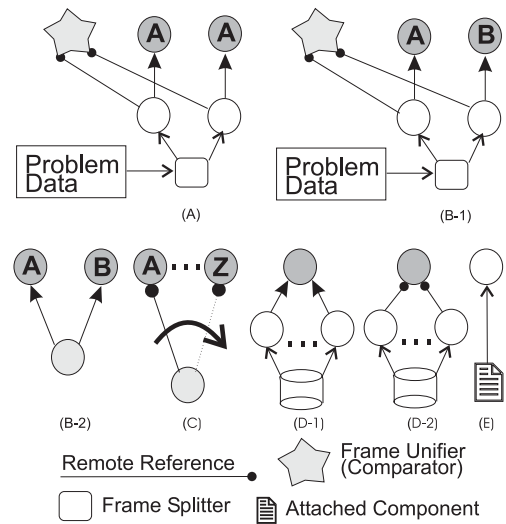 A A
A B
Problem
Data
Problem
Data
(A)
(B-1)
A B A Z
(B-2) (C) (D-1) (D-2) (E)
Remote Reference
Frame Unifier
(Comparator)
Frame Splitter
Attached Component